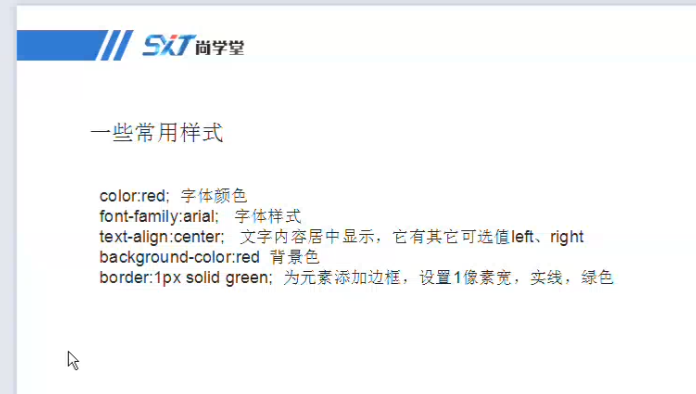 SXT尚学堂
一些常用样式
color:red; 字体颜色
font-family:arial; 字体样式
text-align:center; 文字内容居中显示，它有其它可选值left、right
background-color:red 背景色
border:1px solid green; 为元素添加边框，设置1像素宽，实线，绿色